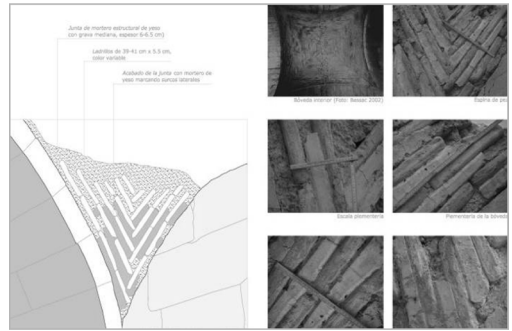 Junta de mortero estructural de yeso
con grava mediana, espesor 6-6.5 cm)
Ladrillos de 39-41 cm x 5.5 cm,
color variable
Acabado de la junta con mortero de
yeso marcando surcos laterales
Bóveda interior (Foto: Bassat 2002)
Espina de pez
Escala plementería
Plementería de la bóveda